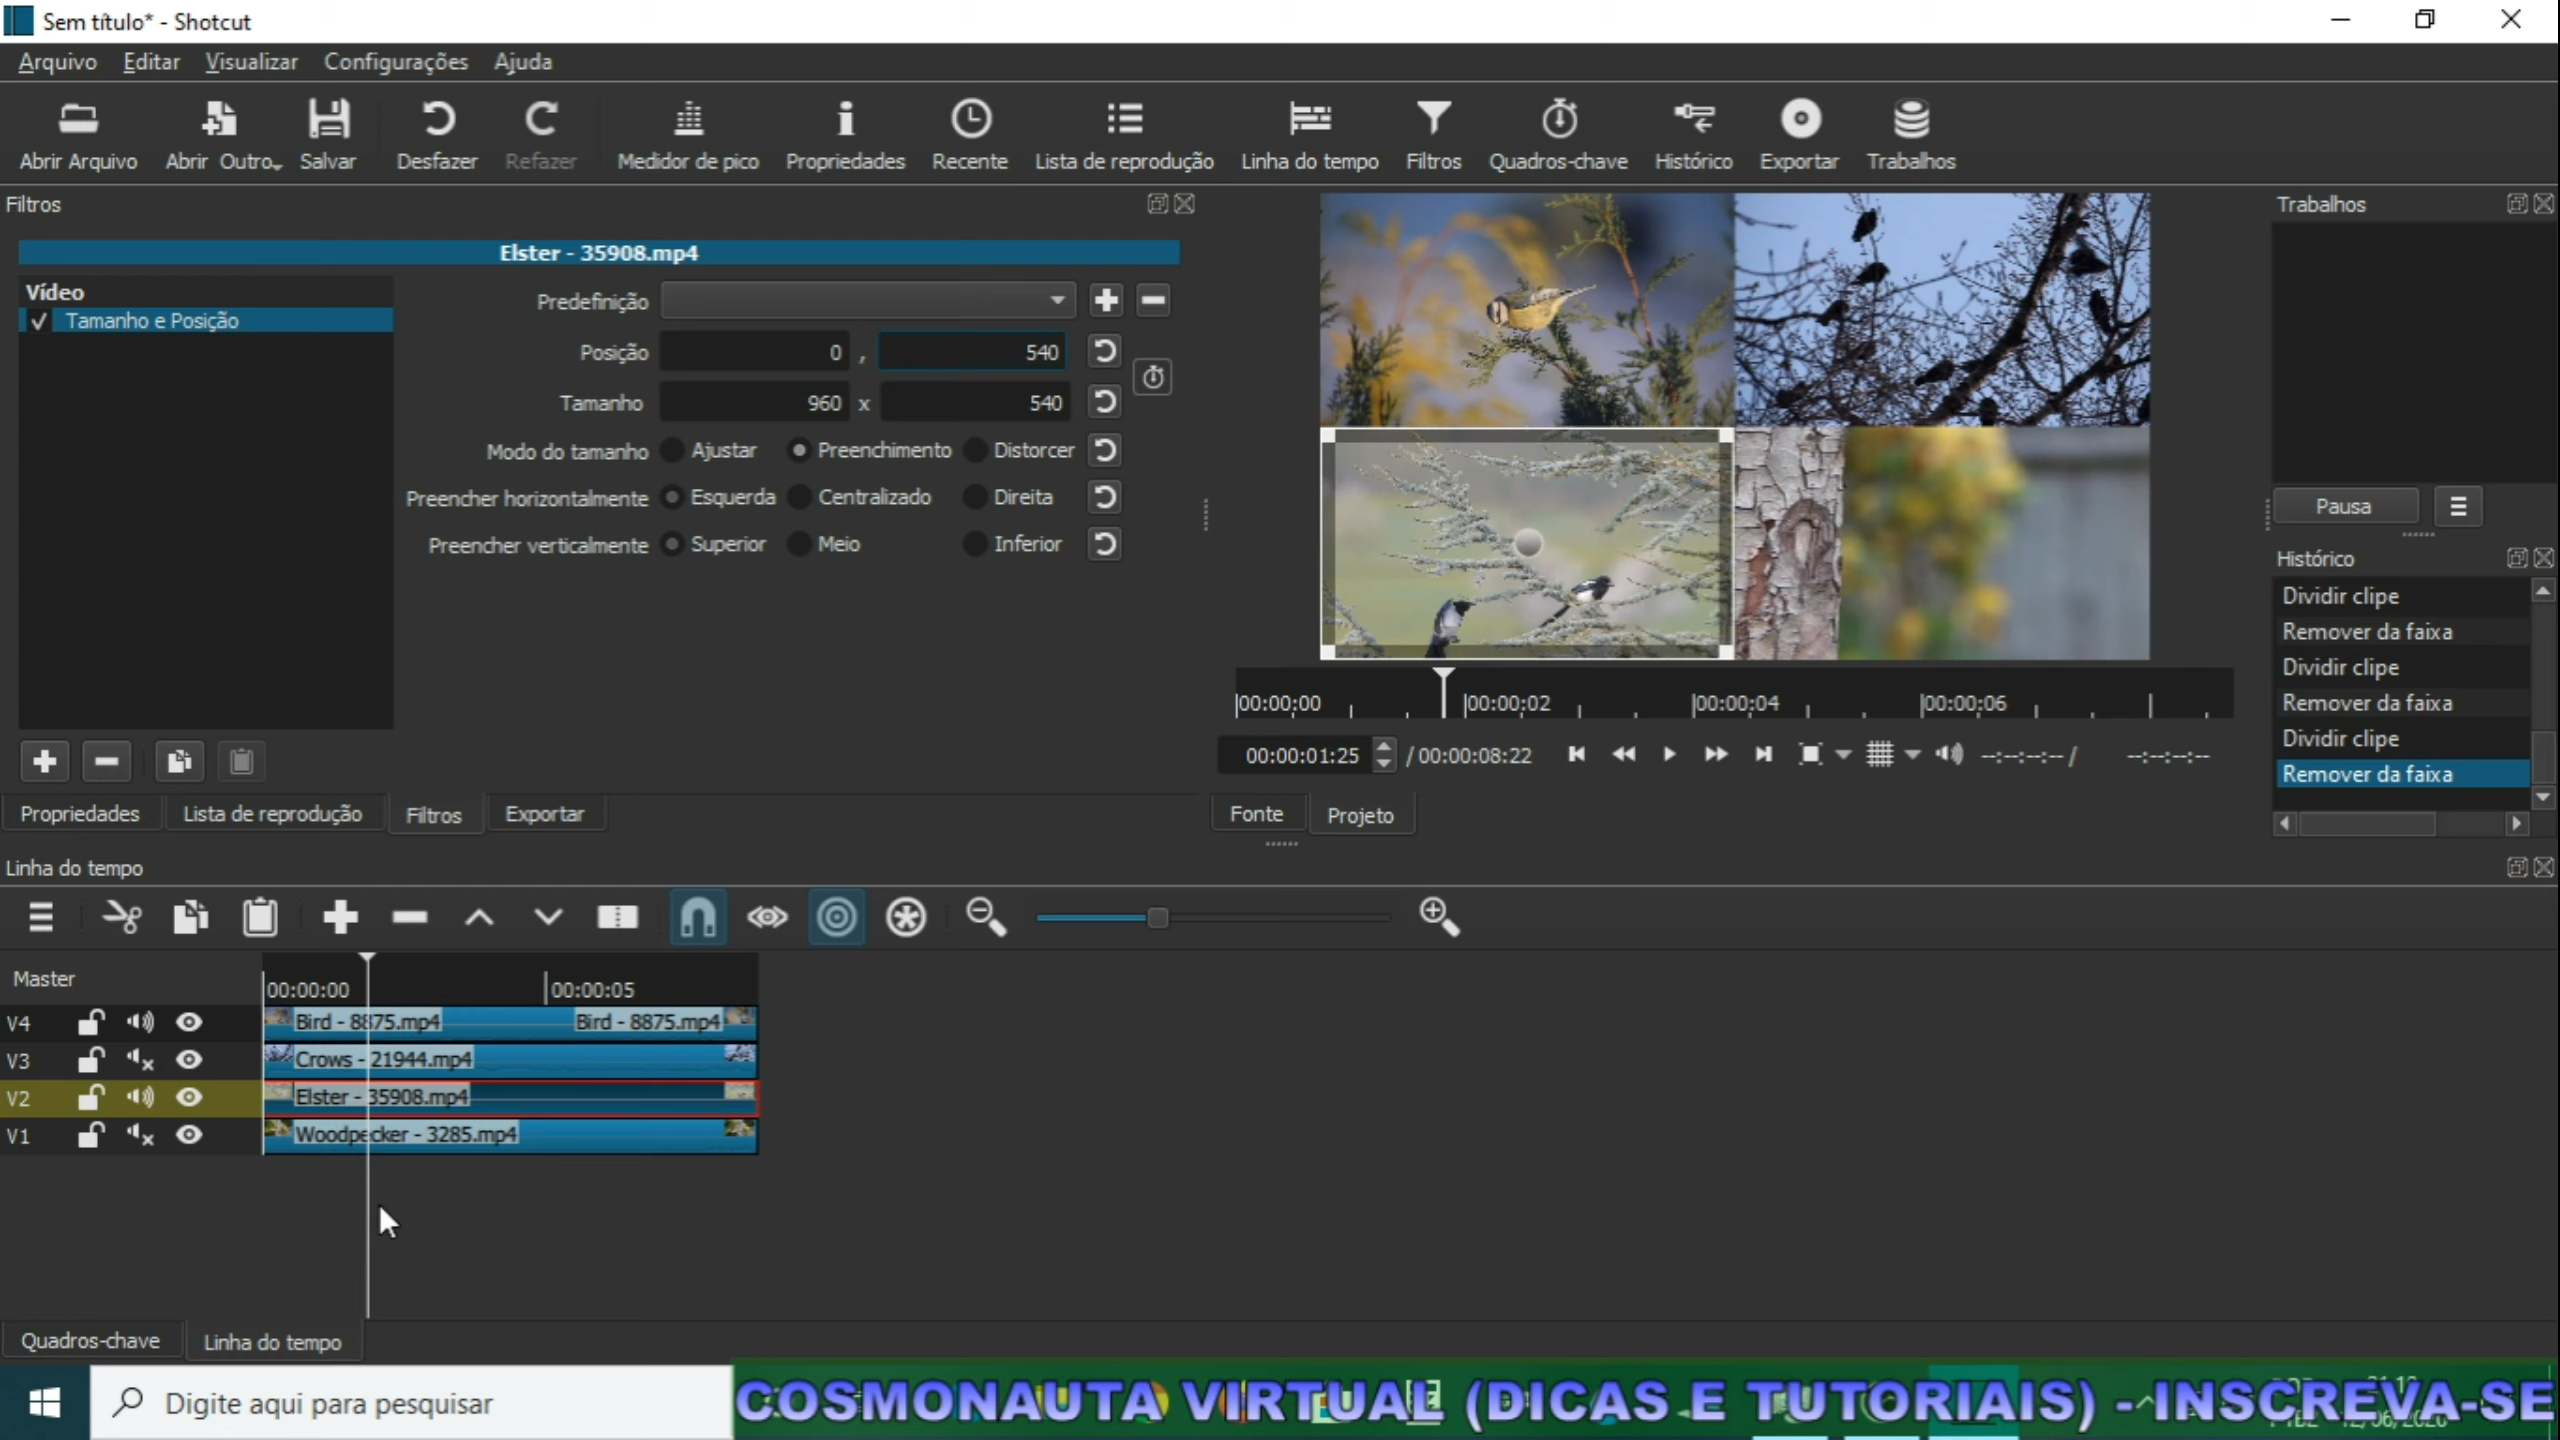 Sem título* - Shotcut
Arquivo Editar Visualizar Configurações Ajuda
Abrir Arquivo Abrir Outro Salvar Desfazer Refazer Medidor de pico Propriedades Recente Lista de reprodução Linha do tempo Filtros Quadros-chave Histórico Exportar Trabalhos
Filtros
Elster - 35908.mp4
Vídeo
Tamanho e Posição
Predefinição
Posição 0 , 540
Tamanho 960 x 540
Modo do tamanho Ajustar Preenchimento Distorcer
Preencher horizontalmente Esquerda Centralizado Direita
Preencher verticalmente Superior Meio Inferior
Propriedades Lista de reprodução Filtros Exportar
00:00:00 00:00:02 00:00:04 00:00:06
00:00:01:25 / 00:00:08:22 --:--:--:-- / --:--:--:--
Fonte Projeto
Trabalhos
Pausa
Histórico
Dividir clipe
Remover da faixa
Dividir clipe
Remover da faixa
Dividir clipe
Remover da faixa
Linha do tempo
Master
00:00:00 00:00:05
V4 Bird - 8875.mp4 Bird - 8875.mp4
V3 Crows - 21944.mp4
V2 Elster - 35908.mp4
V1 Woodpecker - 3285.mp4
Quadros-chave Linha do tempo
Digite aqui para pesquisar
COSMONAUTA VIRTUAL (DICAS E TUTORIAIS) - INSCREVA-SE